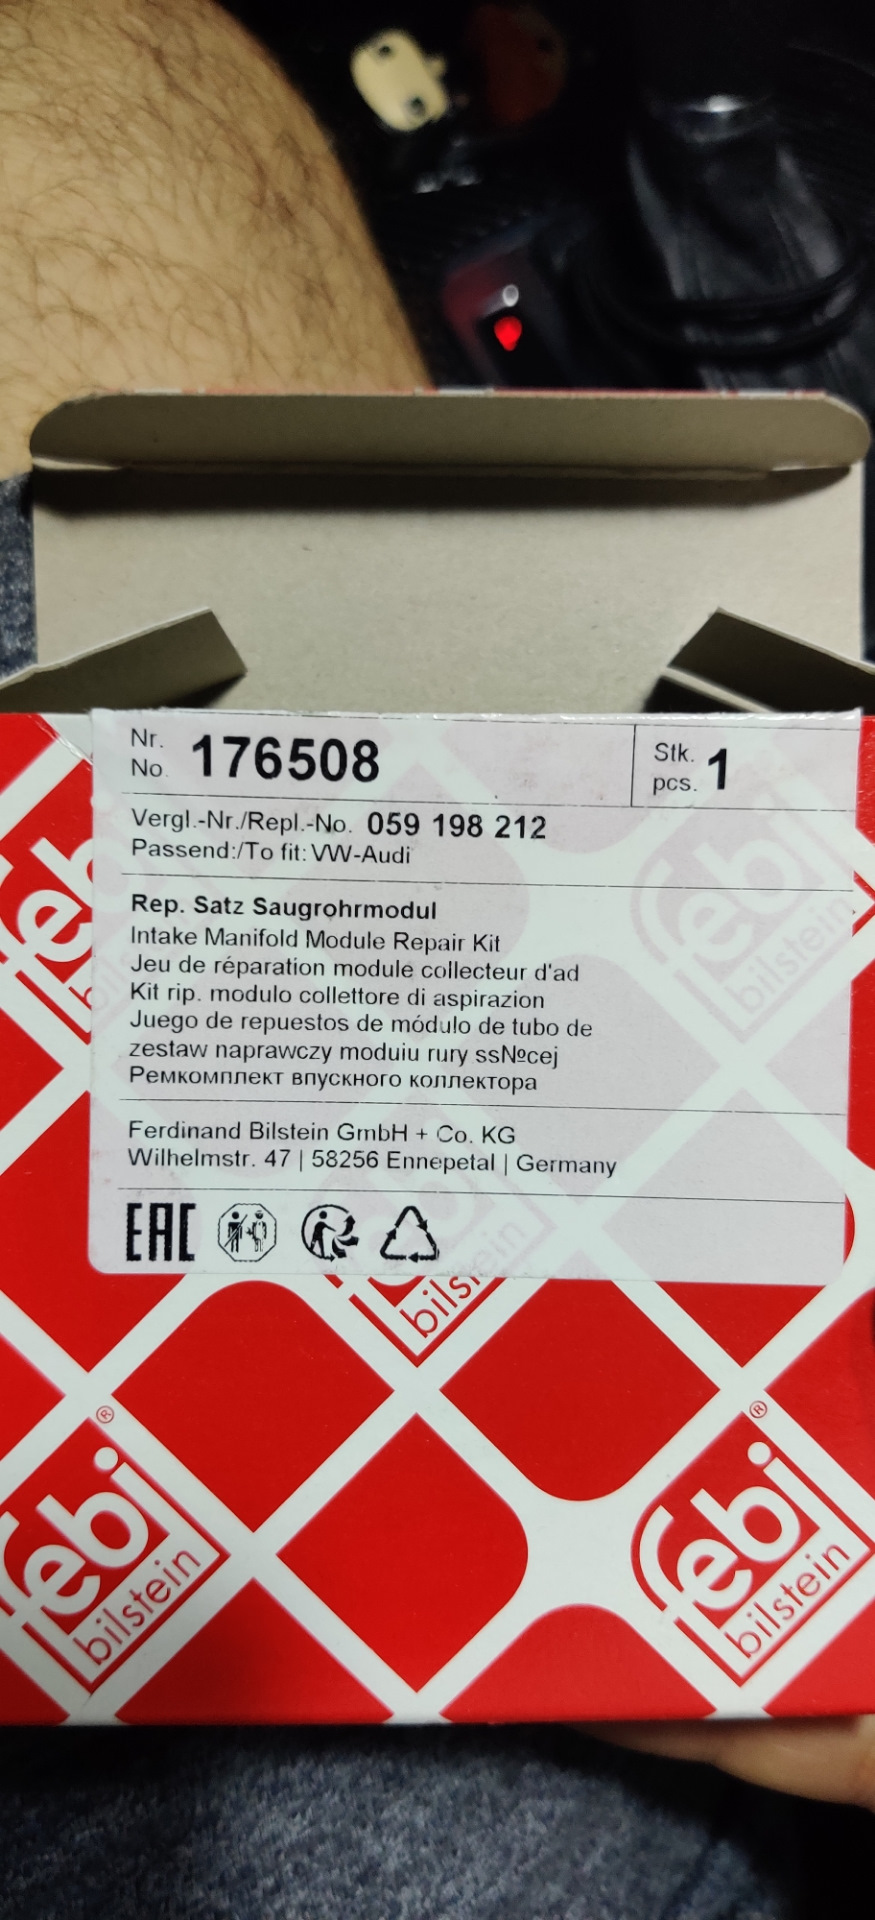 Nr.
No. 176508
Stk.
pcs. 1
Vergl.-Nr./Repl.-No. 059 198 212
Passend:/To fit: VW-Audi
Rep. Satz Saugrohrmodul
Intake Manifold Module Repair Kit
Jeu de réparation module collecteur d'ad
Kit rip. modulo collettore di aspirazion
Juego de repuestos de módulo de tubo de
zestaw naprawczy moduiu rury ss№cej
Ремкомплект впускного коллектора
Ferdinand Bilstein GmbH + Co. KG
Wilhelmstr. 47 | 58256 Ennepetal | Germany
EAC
febi
bilstein
bilstein
febi ®
bilstein
febi ®
bilstein